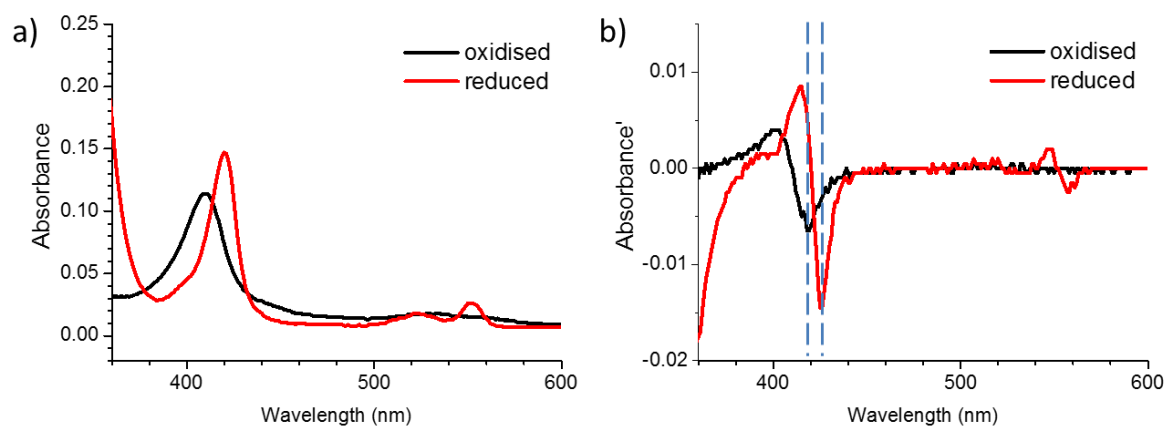 a)
oxidised
reduced
0.25
0.20
0.15
0.10
0.05
0.00
Absorbance
400
500
600
Wavelength (nm)
b)
oxidised
reduced
0.01
0.00
-0.01
-0.02
Absorbance'
400
500
600
Wavelength (nm)